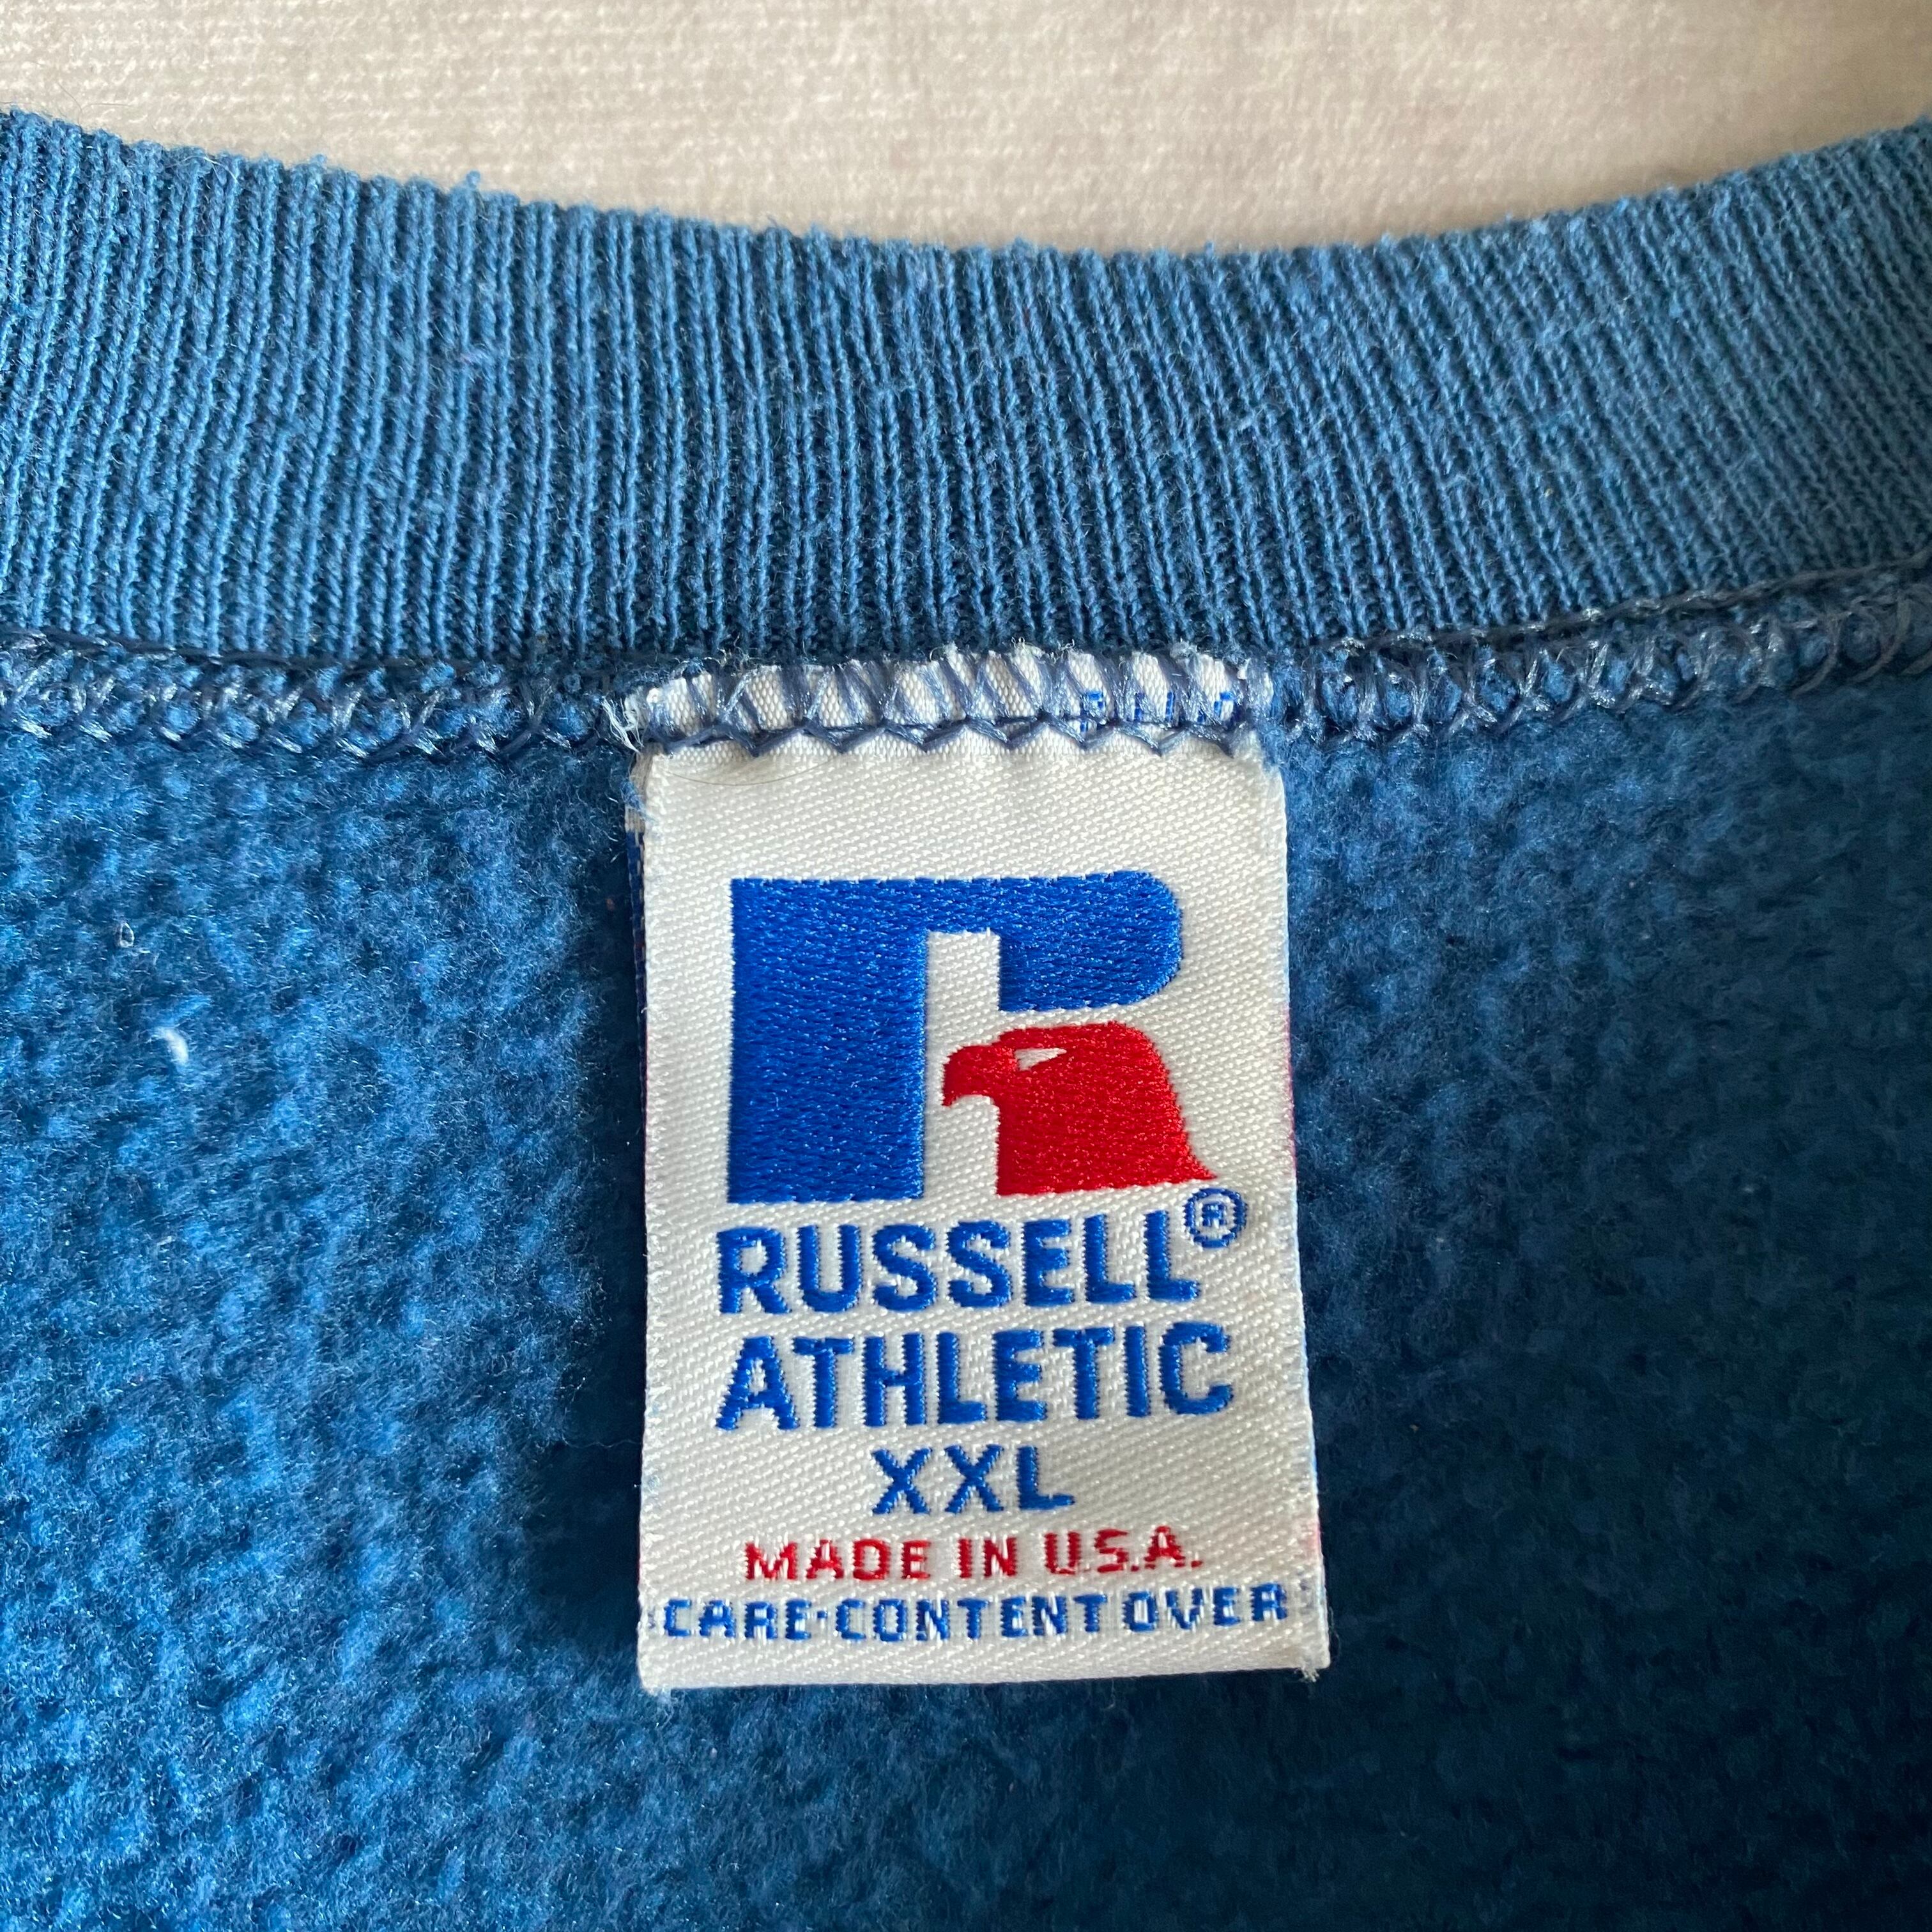 RUSSELL®
ATHLETIC
XXL
MADE IN U.S.A.
CARE·CONTENT OVER